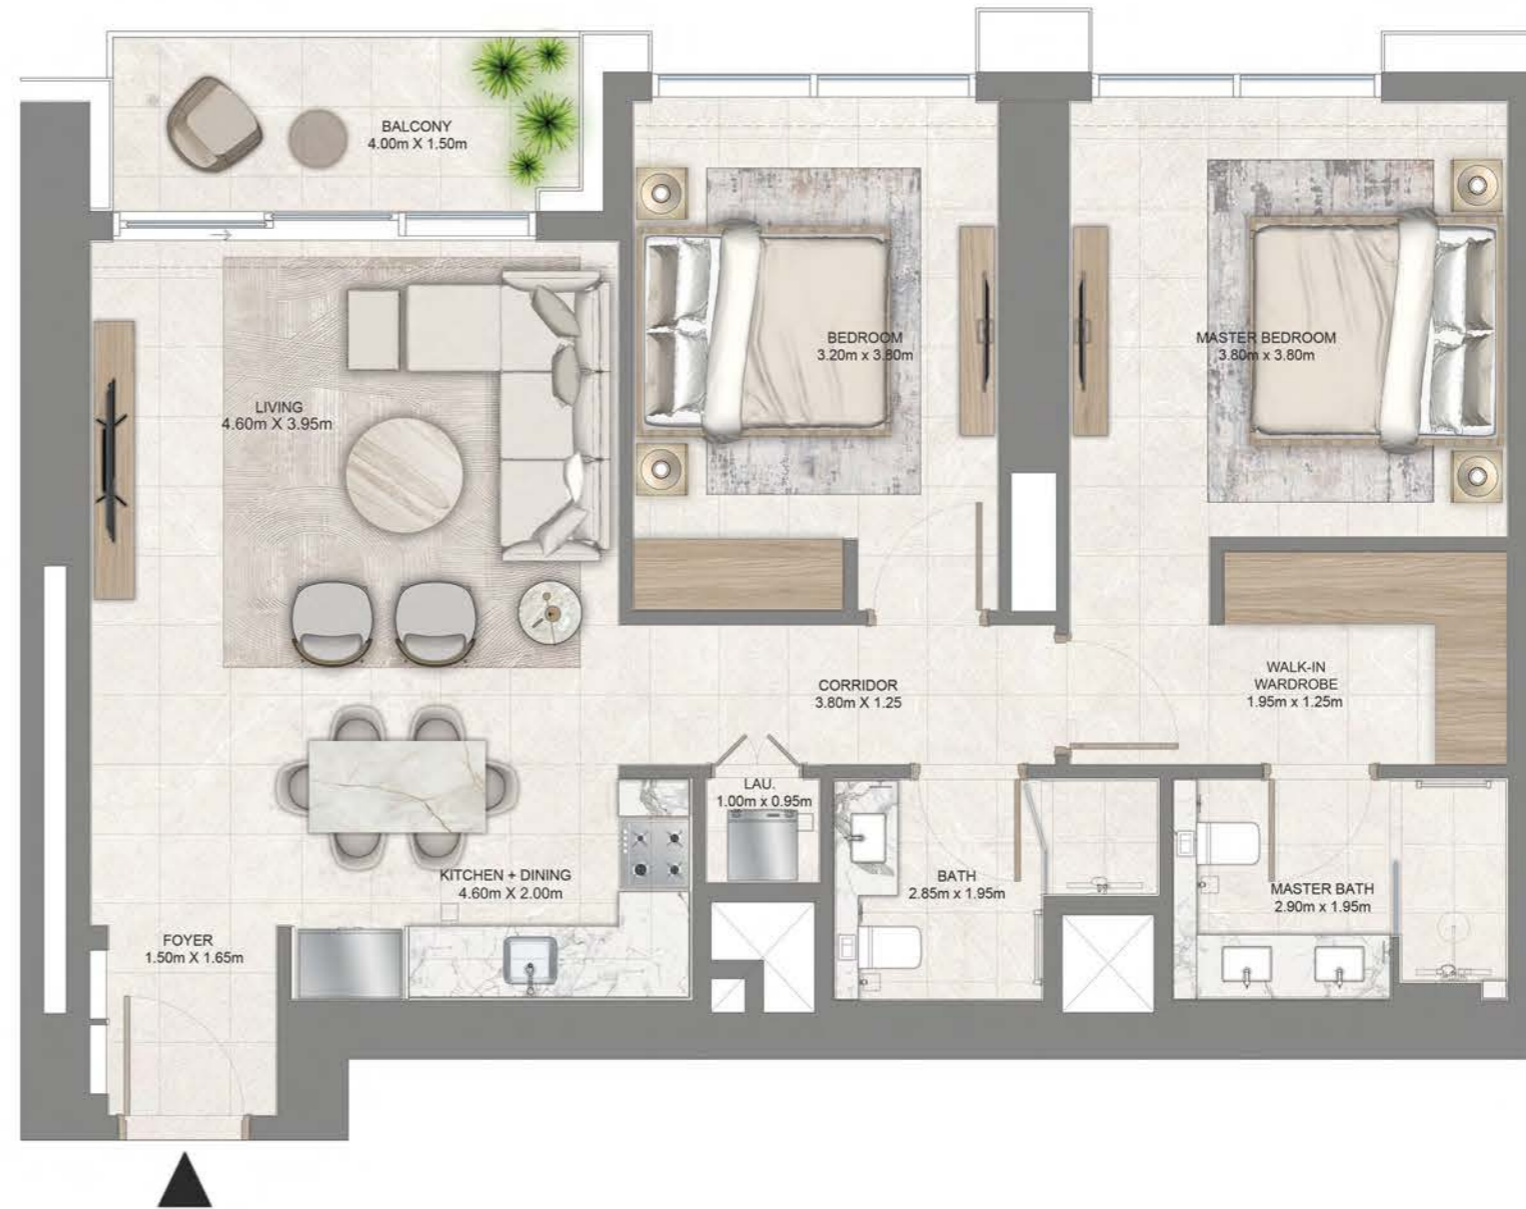 BALCONY
4.00m X 1.50m
BEDROOM
3.20m x 3.80m
MASTER BEDROOM
3.80m x 3.80m
LIVING
4.60m X 3.95m
CORRIDOR
3.80m X 1.25
WALK-IN
WARDROBE
1.95m x 1.25m
LAU.
1.00m x 0.95m
KITCHEN + DINING
4.60m X 2.00m
BATH
2.85m x 1.95m
MASTER BATH
2.90m x 1.95m
FOYER
1.50m X 1.65m